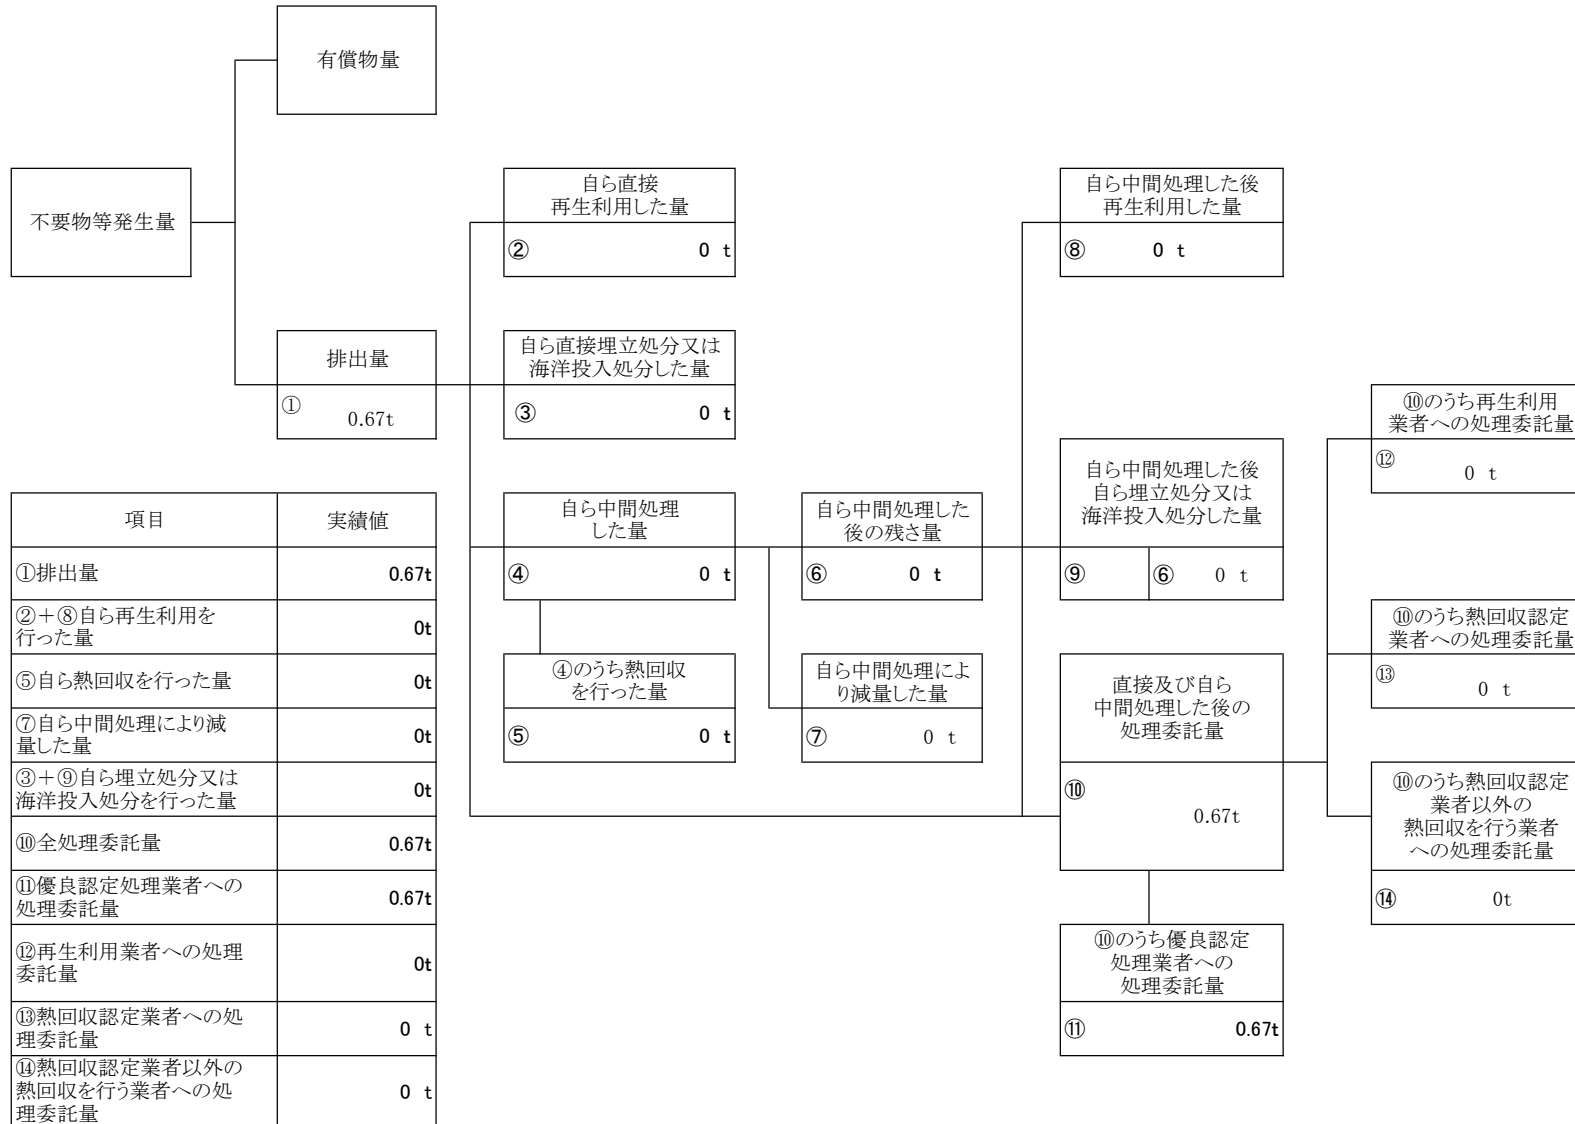 有償物量
不要物等発生量
排出量
①
0.67t
自ら直接
再生利用した量
②
0 t
自ら直接埋立処分又は
海洋投入処分した量
③
0 t
自ら中間処理
した量
④
0 t
④のうち熱回収
を行った量
⑤
0 t
自ら中間処理した
後の残さ量
⑥
0 t
自ら中間処理によ
り減量した量
⑦
0 t
自ら中間処理した後
再生利用した量
⑧
0 t
自ら中間処理した後
自ら埋立処分又は
海洋投入処分した量
⑨
⑥
0 t
直接及び自ら
中間処理した後の
処理委託量
⑩
0.67t
⑩のうち優良認定
処理業者への
処理委託量
⑪
0.67t
⑩のうち再生利用
業者への処理委託量
⑫
0 t
⑩のうち熱回収認定
業者への処理委託量
⑬
0 t
⑩のうち熱回収認定
業者以外の
熱回収を行う業者
への処理委託量
⑭
0t
項目 実績値
①排出量 0.67t
②＋⑧自ら再生利用を
行った量 0t
⑤自ら熱回収を行った量 0t
⑦自ら中間処理により減
量した量 0t
③＋⑨自ら埋立処分又は
海洋投入処分を行った量 0t
⑩全処理委託量 0.67t
⑪優良認定処理業者への
処理委託量 0.67t
⑫再生利用業者への処理
委託量 0t
⑬熱回収認定業者への処
理委託量 0 t
⑭熱回収認定業者以外の
熱回収を行う業者への処
理委託量 0 t